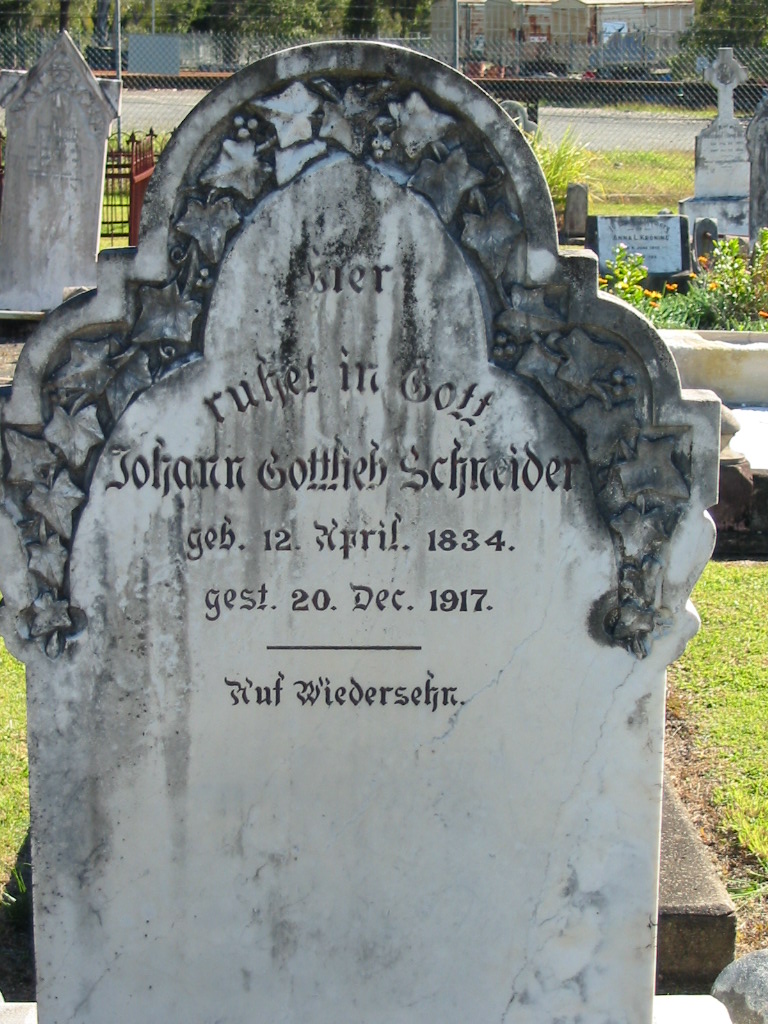 Hier
ruhet in Gott
Johann Gottlieb Schneider
geb. 12. April. 1834.
gest. 20. Dec. 1917.
Auf Wiedersehn.